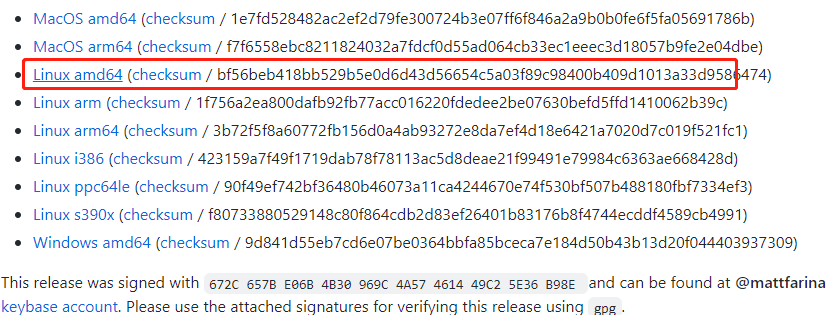 MacOS amd64 (checksum / 1e7fd528482ac2ef2d79fe300724b3e07ff6f846a2a9b0b0fe6f5fa05691786b)
MacOS arm64 (checksum / f7f6558ebc8211824032a7fdcf0d55ad064cb33ec1eeec3d18057b9fe2e04dbe)
Linux amd64 (checksum / bf56beb418bb529b5e0d6d43d56654c5a03f89c98400b409d1013a33d9586474)
Linux arm (checksum / 1f756a2ea800dafb92fb77acc016220fdedee2be07630befd5ffd1410062b39c)
Linux arm64 (checksum / 3b72f5f8a60772fb156d0a4ab93272e8da7ef4d18e6421a7020d7c019f521fc1)
Linux i386 (checksum / 423159a7f49f1719dab78f78113ac5d8deae21f99491e79984c6363ae668428d)
Linux ppc64le (checksum / 90f49ef742bf36480b46073a11ca4244670e74f530bf507b488180fbf7334ef3)
Linux s390x (checksum / f80733880529148c80f864cdb2d83ef26401b83176b8f4744ecddf4589cb4991)
Windows amd64 (checksum / 9d841d55eb7cd6e07be0364bbfa85bceca7e184d50b43b13d20f044403937309)
This release was signed with 672C 657B E06B 4B30 969C 4A57 4614 49C2 5E36 B98E and can be found at @mattfarina
keybase account. Please use the attached signatures for verifying this release using gpg.